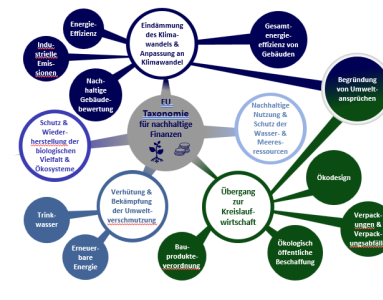 Energie-
Effizienz
Indu-
strielle
Emis-
sionen
Nach-
haltige
Gebäude-
bewertung
Eindämmung
des Klima-
wandels &
Anpassung an
Klimawandel
Gesamt-
energie-
effizienz von
Gebäuden
Begründung
von Umwelt-
ansprüchen
EU
Taxonomie
für nachhaltige
Finanzen
Schutz &
Wieder-
herstellung der
biologischen
Vielfalt &
Ökosysteme
Nachhaltige
Nutzung &
Schutz der
Wasser- &
Meeres-
ressourcen
Verhütung &
Bekämpfung
der Umwelt-
verschmutzung
Trink-
wasser
Erneuer-
bare
Energie
Übergang
zur
Kreislauf-
wirtschaft
Ökodesign
Verpack-
ungen &
Verpack-
ungsabfälle
Ökologisch
öffentliche
Beschaffung
Bau-
produkte-
verordnung